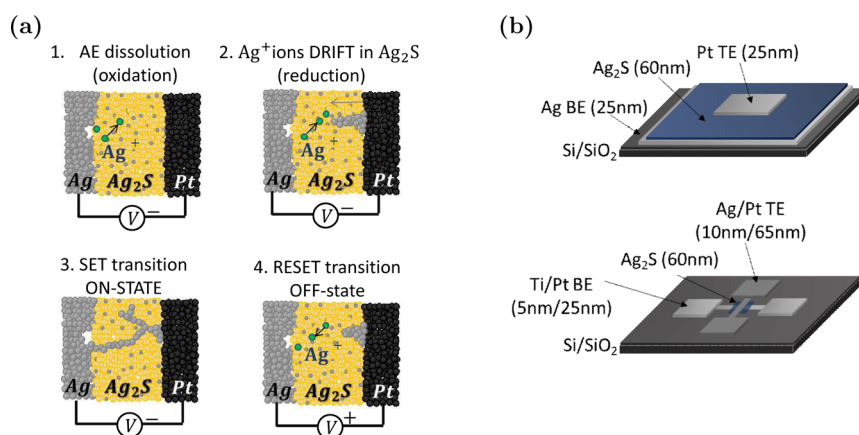 (a)
1. AE dissolution
(oxidation)
Ag +
Ag Ag₂S Pt
V −
2. Ag⁺ions DRIFT in Ag₂S
(reduction)
Ag +
Ag Ag₂S Pt
V −
3. SET transition
ON-STATE
Ag Ag₂S Pt
V −
4. RESET transition
OFF-state
Ag +
Ag Ag₂S Pt
V +
(b)
Pt TE (25nm)
Ag₂S (60nm)
Ag BE (25nm)
Si/SiO₂
Ag/Pt TE
(10nm/65nm)
Ag₂S (60nm)
Ti/Pt BE
(5nm/25nm)
Si/SiO₂